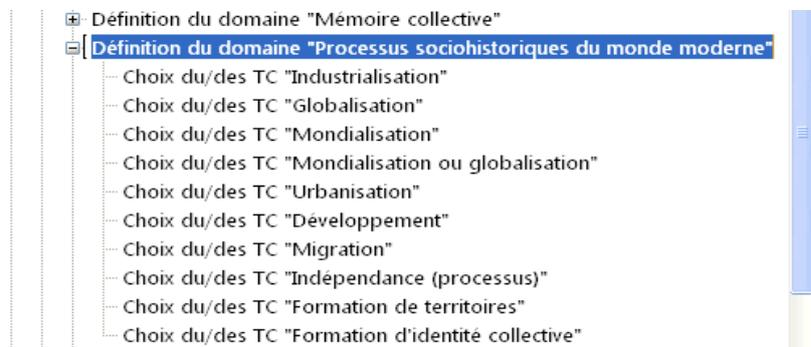 Définition du domaine "Mémoire collective"
Définition du domaine "Processus sociohistoriques du monde moderne"
Choix du/des TC "Industrialisation"
Choix du/des TC "Globalisation"
Choix du/des TC "Mondialisation"
Choix du/des TC "Mondialisation ou globalisation"
Choix du/des TC "Urbanisation"
Choix du/des TC "Développement"
Choix du/des TC "Migration"
Choix du/des TC "Indépendance (processus)"
Choix du/des TC "Formation de territoires"
Choix du/des TC "Formation d'identité collective"